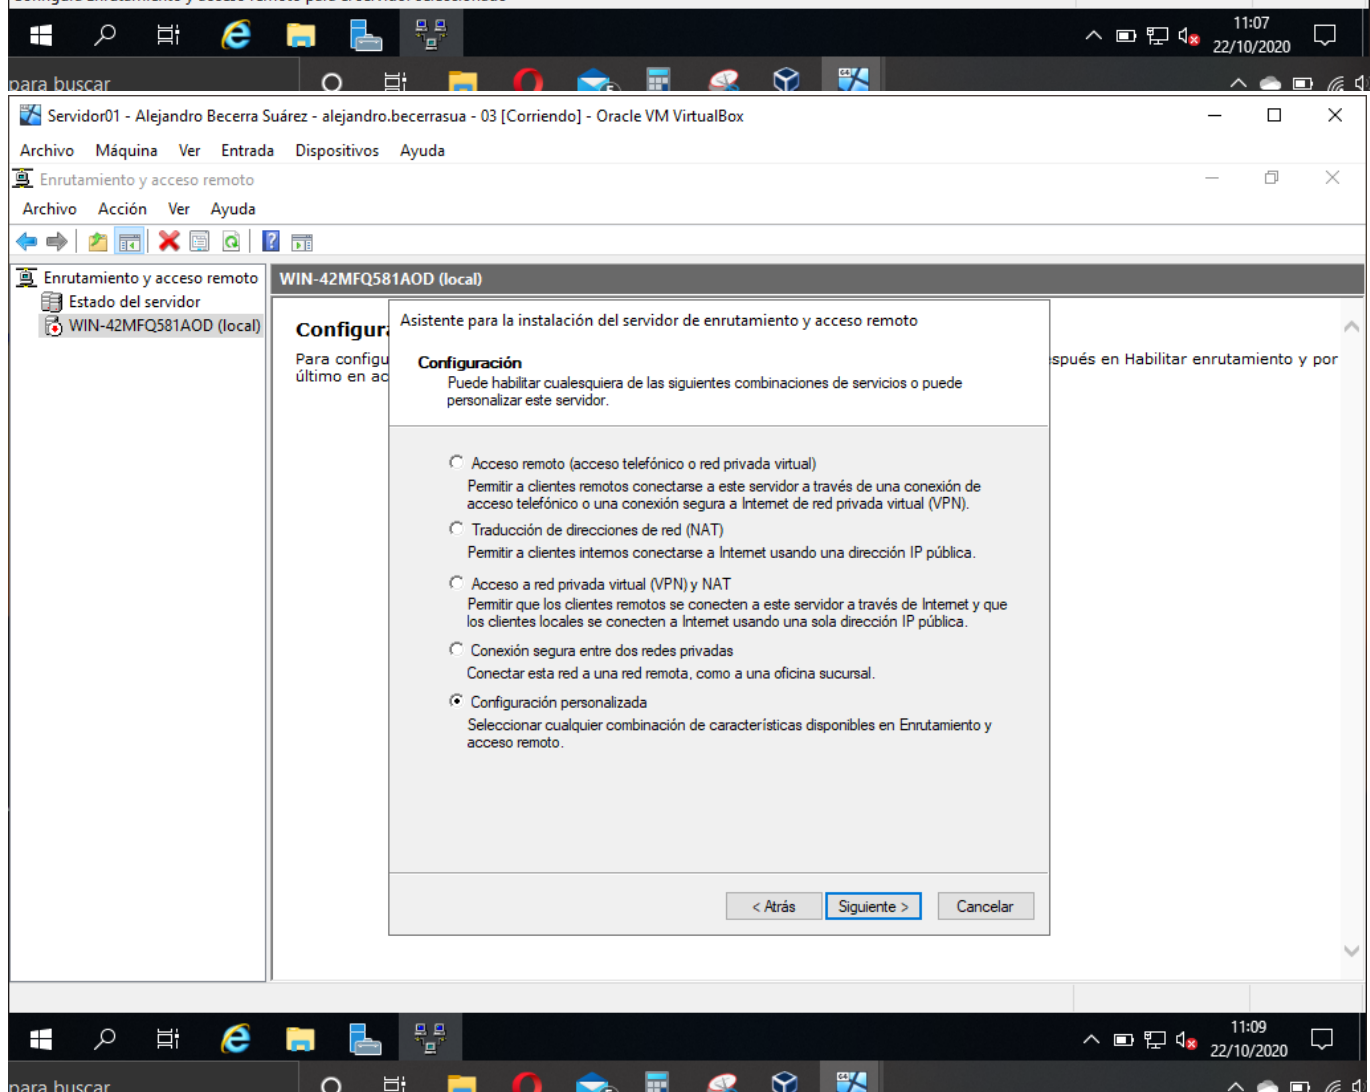 Configura Enrutamiento y acceso remoto para el servidor seleccionado
11:07
22/10/2020
para buscar
Servidor01 - Alejandro Becerra Suárez - alejandro.becerrasua - 03 [Corriendo] - Oracle VM VirtualBox
Archivo Máquina Ver Entrada Dispositivos Ayuda
Enrutamiento y acceso remoto
Archivo Acción Ver Ayuda
Enrutamiento y acceso remoto
Estado del servidor
WIN-42MFQ581AOD (local)
WIN-42MFQ581AOD (local)
Configura
Para configu
espués en Habilitar enrutamiento y por
último en ac
Asistente para la instalación del servidor de enrutamiento y acceso remoto
Configuración
Puede habilitar cualesquiera de las siguientes combinaciones de servicios o puede
personalizar este servidor.
Acceso remoto (acceso telefónico o red privada virtual)
Permitir a clientes remotos conectarse a este servidor a través de una conexión de
acceso telefónico o una conexión segura a Internet de red privada virtual (VPN).
Traducción de direcciones de red (NAT)
Permitir a clientes internos conectarse a Internet usando una dirección IP pública.
Acceso a red privada virtual (VPN) y NAT
Permitir que los clientes remotos se conecten a este servidor a través de Internet y que
los clientes locales se conecten a Internet usando una sola dirección IP pública.
Conexión segura entre dos redes privadas
Conectar esta red a una red remota, como a una oficina sucursal.
Configuración personalizada
Seleccionar cualquier combinación de características disponibles en Enrutamiento y
acceso remoto.
< Atrás
Siguiente >
Cancelar
11:09
22/10/2020
para buscar